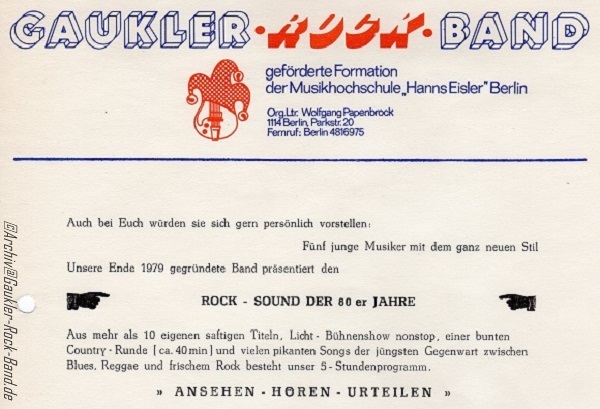 GAUKLER·ROCK·BAND
geförderte Formation
der Musikhochschule „Hanns Eisler" Berlin
Org.Ltr. Wolfgang Papenbrock
1114 Berlin, Parkstr. 20
Fernruf: Berlin 4816975
Auch bei Euch würden sie sich gern persönlich vorstellen:
Fünf junge Musiker mit dem ganz neuen Stil
Unsere Ende 1979 gegründete Band präsentiert den
ROCK - SOUND DER 80 er JAHRE
Aus mehr als 10 eigenen saftigen Titeln, Licht - Bühnenshow nonstop, einer bunten
Country - Runde [ ca. 40 min ] und vielen pikanten Songs der jüngsten Gegenwart zwischen
Blues, Reggae und frischem Rock besteht unser 5 - Stundenprogramm.
» ANSEHEN - HÖREN - URTEILEN »
©Archiv@Gaukler-Rock-Band.de